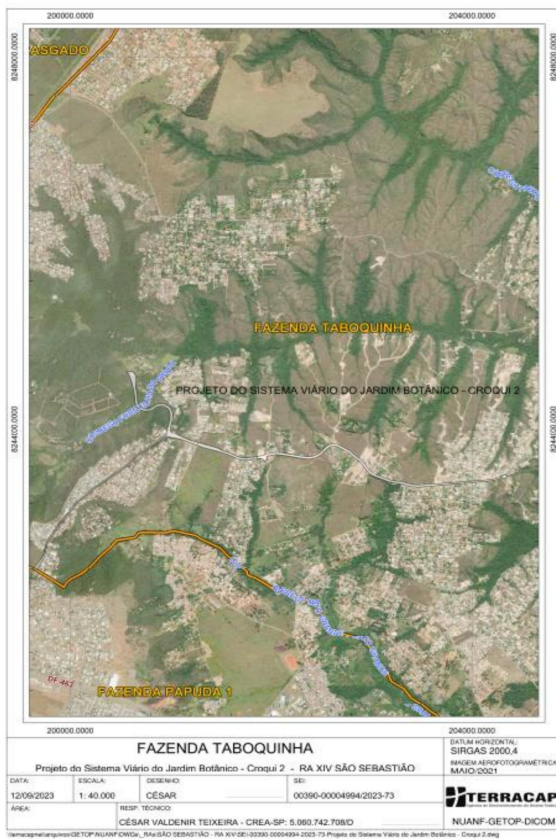 200000.0000
204000.0000
8248000.0000
8248000.0000
ASGADO
FAZENDA TABOQUINHA
PROJETO DO SISTEMA VIÁRIO DO JARDIM BOTÂNICO - CROQUI 2
8244000.0000
8244000.0000
DF-463
FAZENDA PAPUDA 1
200000.0000
204000.0000
FAZENDA TABOQUINHA
Projeto do Sistema Viário do Jardim Botânico - Croqui 2 - RA XIV SÃO SEBASTIÃO
DATUM HORIZONTAL:
SIRGAS 2000,4
IMAGEM AEROFOTOGRAMÉTRICA:
MAIO/2021
DATA:
12/09/2023
ESCALA:
1: 40.000
DESENHO:
CÉSAR
SEI:
00390-00004994/2023-73
TERRACAP
ÁREA:
RESP. TÉCNICO:
CÉSAR VALDENIR TEIXEIRA - CREA-SP: 5.060.742.708/D
NUANF-GETOP-DICOM